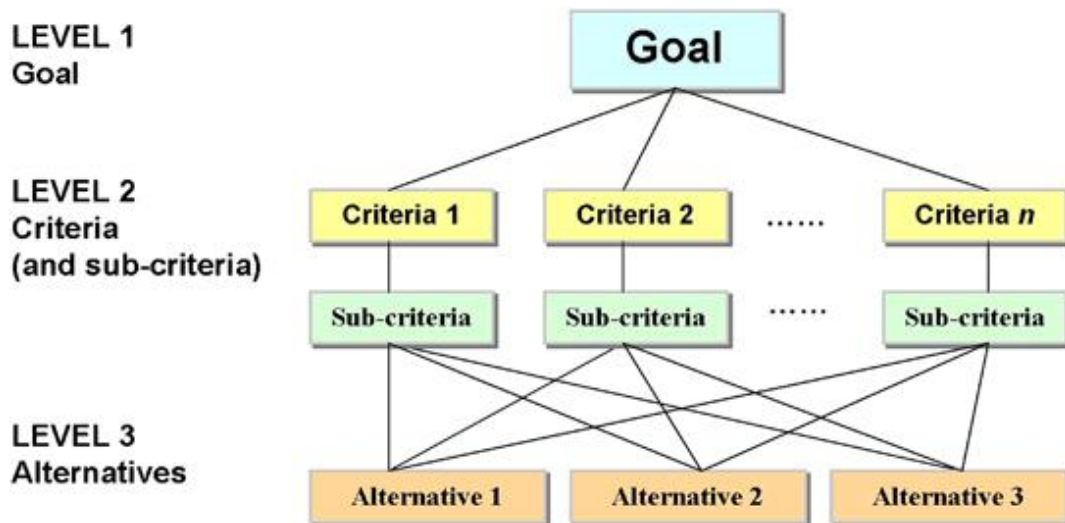 LEVEL 1
Goal
Goal
LEVEL 2
Criteria
(and sub-criteria)
Criteria 1
Criteria 2
......
Criteria n
Sub-criteria
Sub-criteria
......
Sub-criteria
LEVEL 3
Alternatives
Alternative 1
Alternative 2
Alternative 3